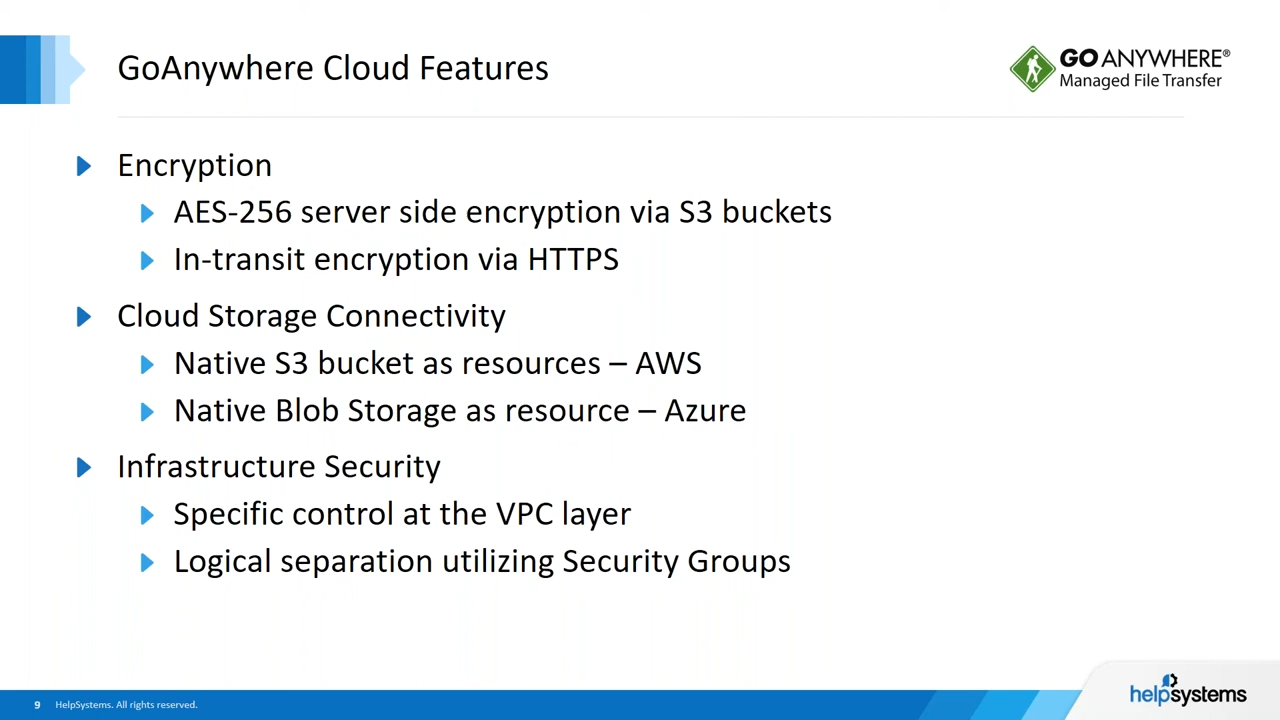 GoAnywhere Cloud Features
GO ANYWHERE®
Managed File Transfer
Encryption
AES-256 server side encryption via S3 buckets
In-transit encryption via HTTPS
Cloud Storage Connectivity
Native S3 bucket as resources – AWS
Native Blob Storage as resource – Azure
Infrastructure Security
Specific control at the VPC layer
Logical separation utilizing Security Groups
9 HelpSystems. All rights reserved.
helpsystems